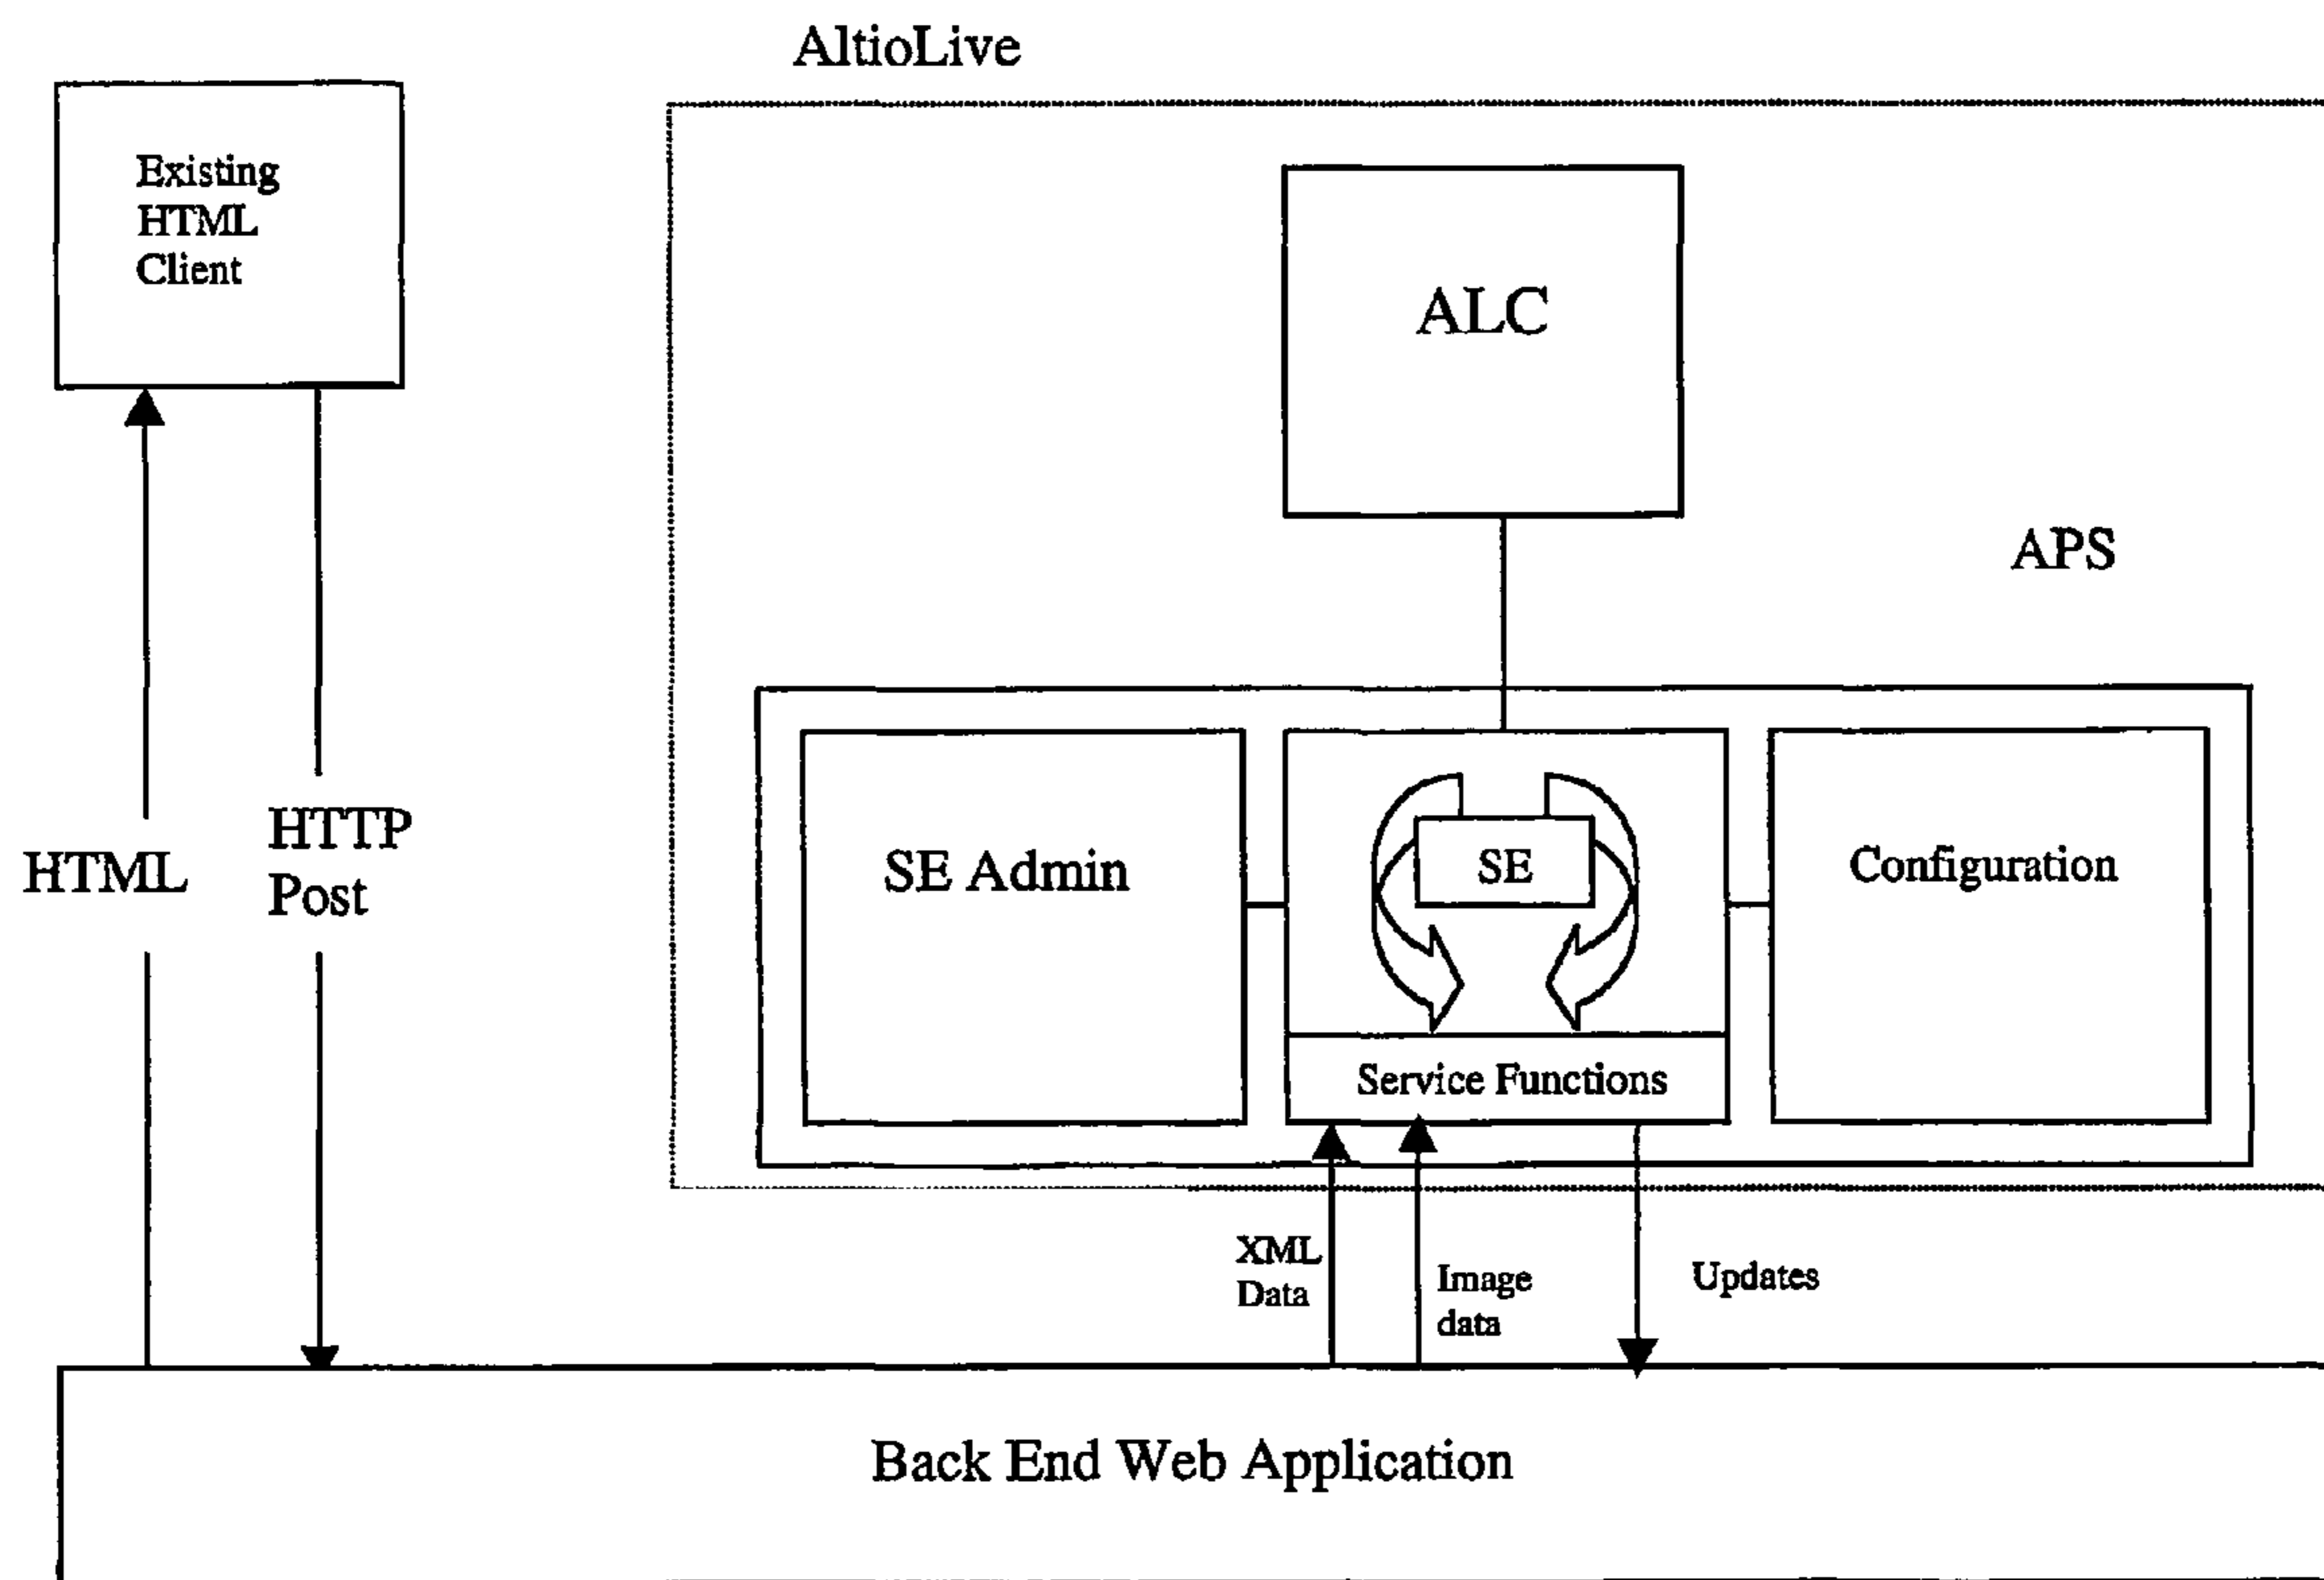 AltioLive
Existing
HTML
Client
ALC
APS
HTML
HTTP
Post
SE Admin
SE
Configuration
Service Functions
XML
Data
Image
data
Updates
Back End Web Application